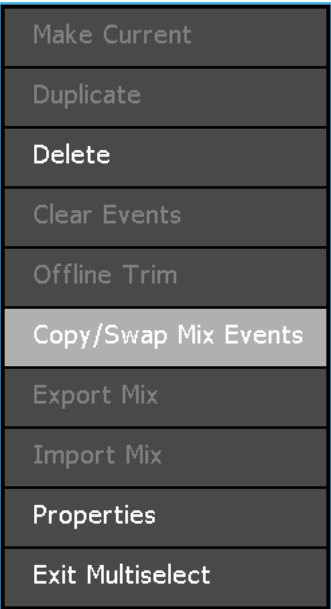 Make Current
Duplicate
Delete
Clear Events
Offline Trim
Copy/Swap Mix Events
Export Mix
Import Mix
Properties
Exit Multiselect